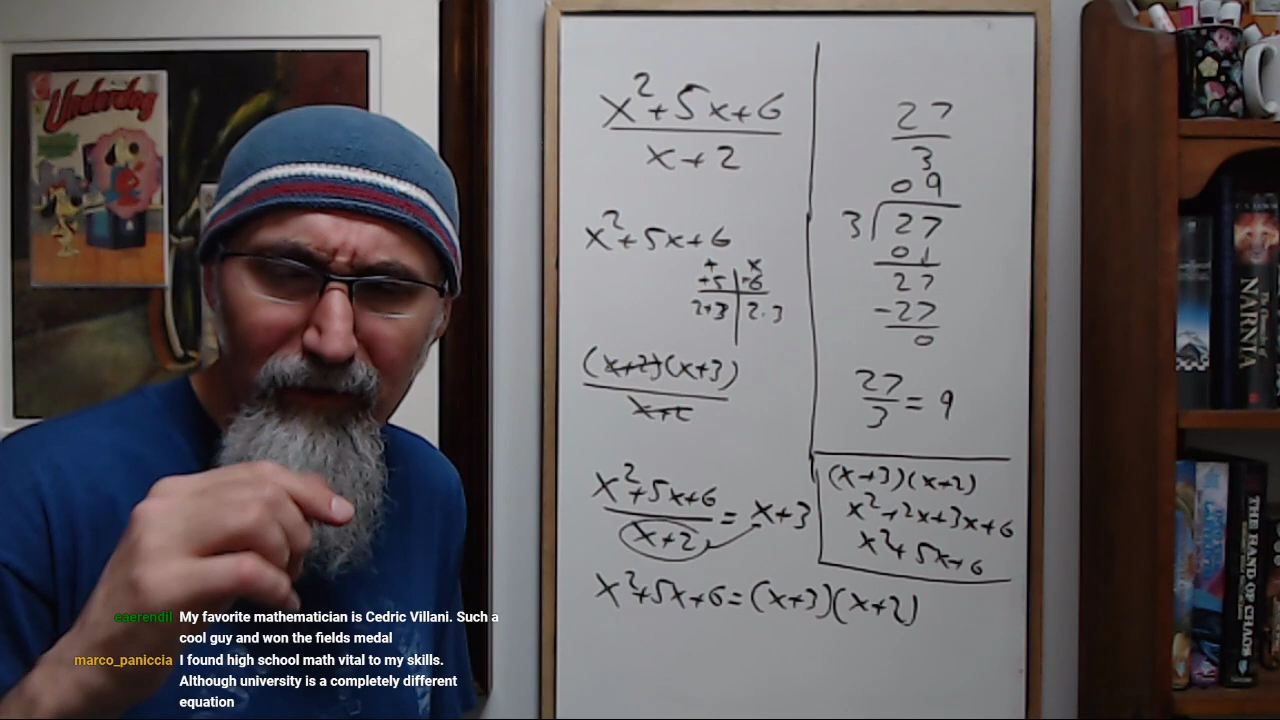 Underdog
x²+5x+6
x+2
x²+5x+6
+ x
+5 6
2+3 2·3
(x+2)(x+3)
x+2
x²+5x+6 = x+3
x+2
x²+5x+6=(x+3)(x+2)
27
3
09
3 27
01
27
-27
0
27 = 9
3
(x+3)(x+2)
x²+2x+3x+6
x²+5x+6
NARNIA
THE BAND OF CHAOS
eaerendil My favorite mathematician is Cedric Villani. Such a
cool guy and won the fields medal
marco_paniccia I found high school math vital to my skills.
Although university is a completely different
equation